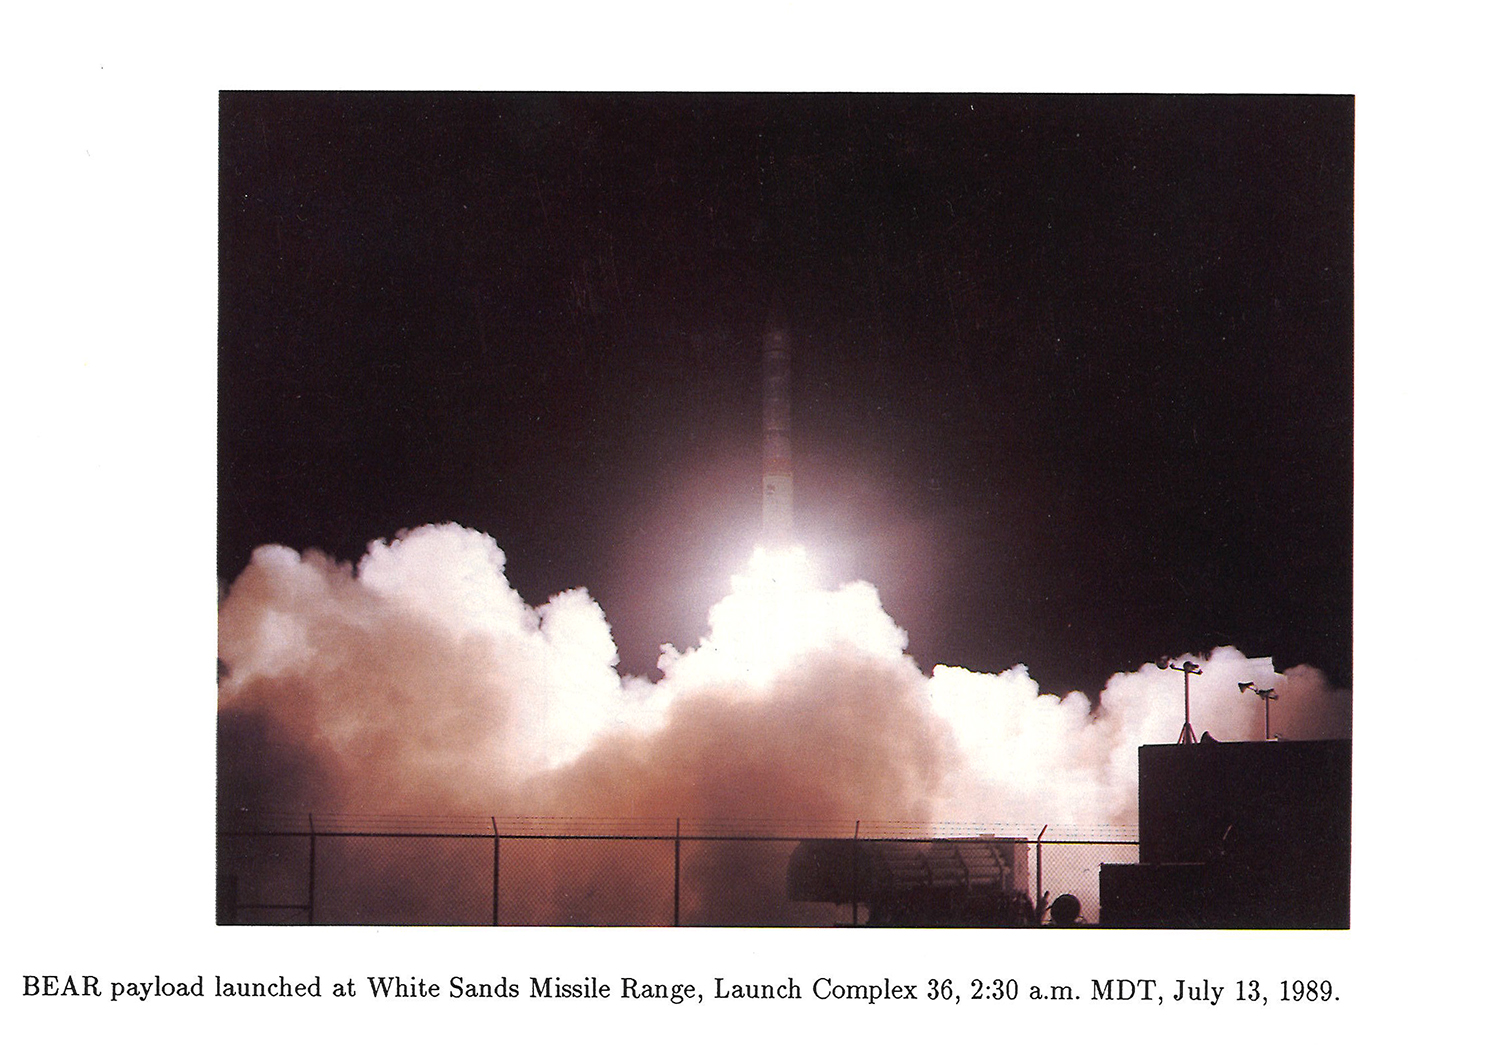 BEAR payload launched at White Sands Missile Range, Launch Complex 36, 2:30 a.m. MDT, July 13, 1989.